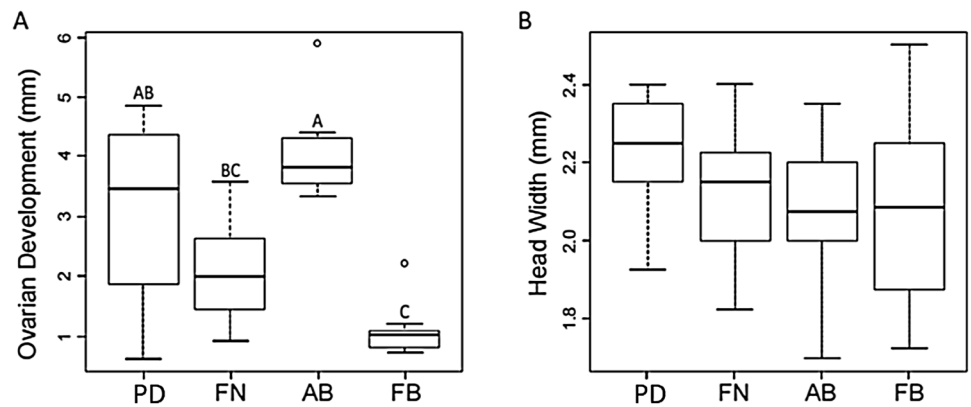 A
Ovarian Development (mm)
6
5
4
3
2
1
AB
BC
A
C
PD FN AB FB
B
Head Width (mm)
2.4
2.2
2.0
1.8
PD FN AB FB